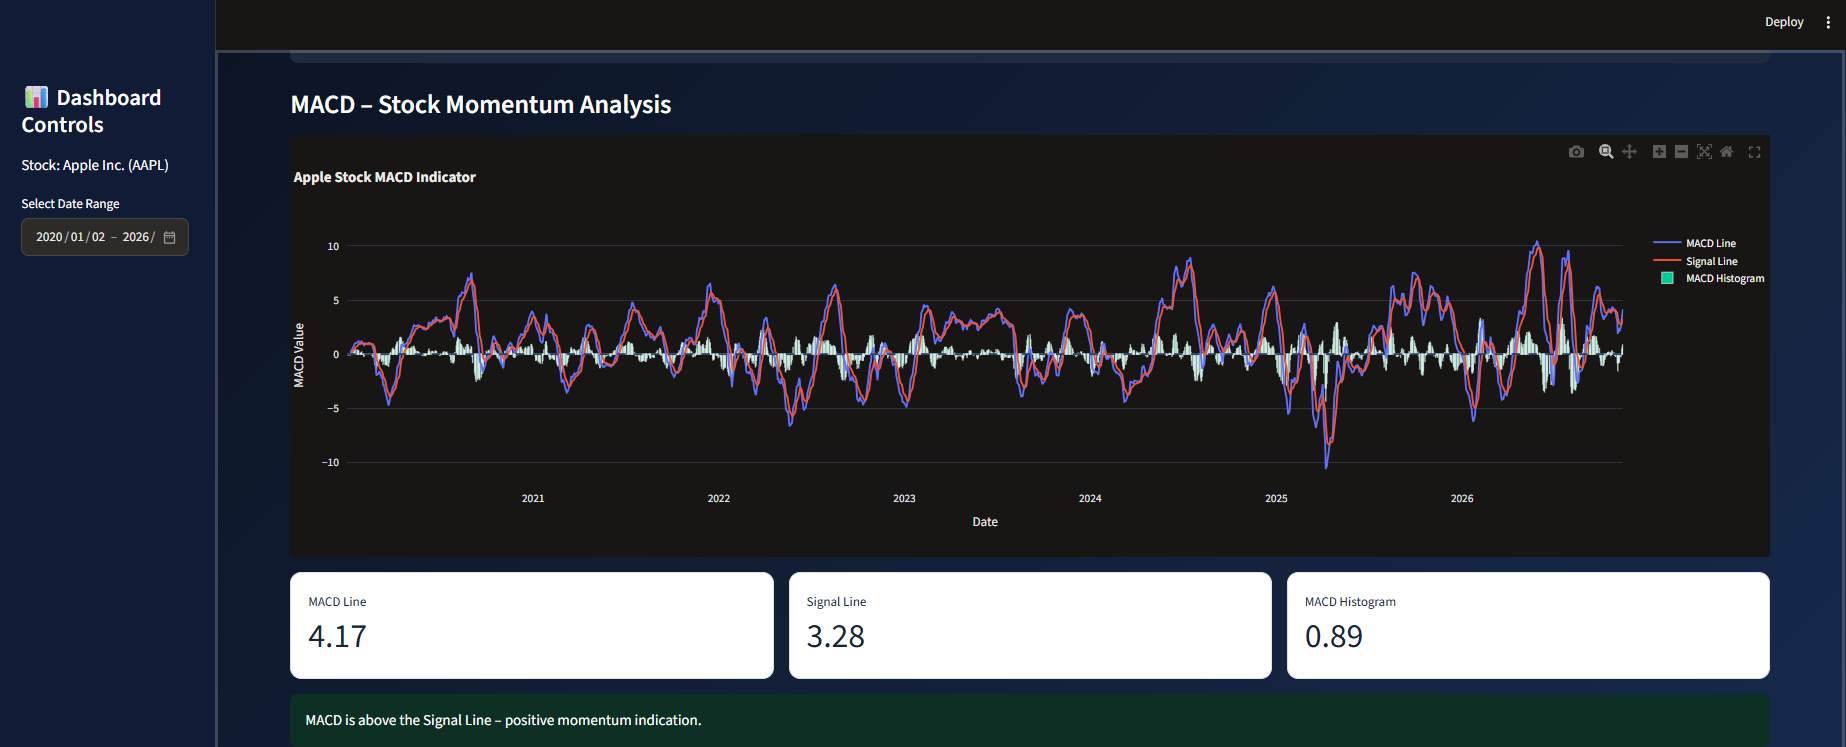 Deploy
📊 Dashboard
Controls
Stock: Apple Inc. (AAPL)
Select Date Range
2020/01/02 – 2026/
MACD – Stock Momentum Analysis
Apple Stock MACD Indicator
MACD Line
Signal Line
MACD Histogram
MACD Value
10
5
0
−5
−10
2021
2022
2023
2024
2025
2026
Date
MACD Line
4.17
Signal Line
3.28
MACD Histogram
0.89
MACD is above the Signal Line – positive momentum indication.